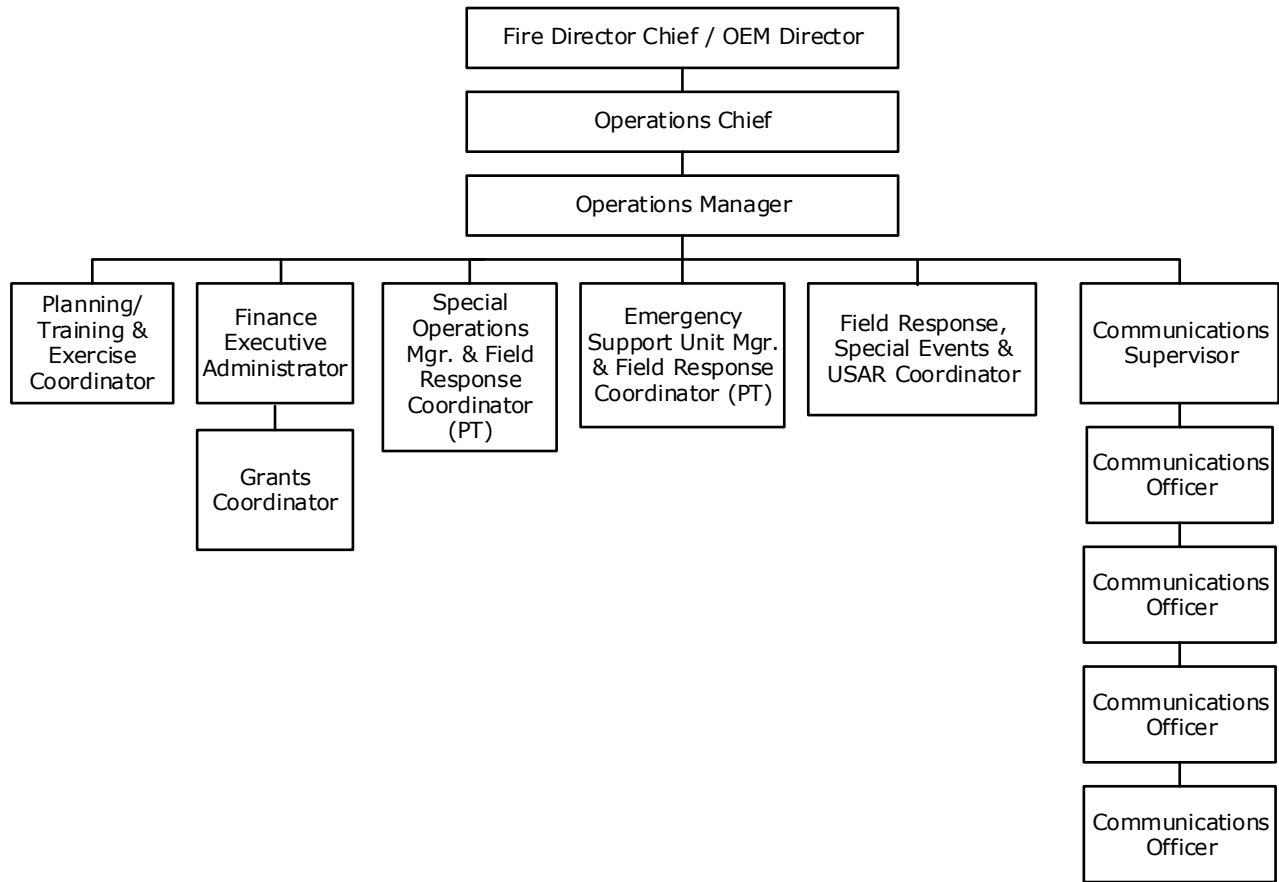 Fire Director Chief / OEM Director
Operations Chief
Operations Manager
Planning/
Training &
Exercise
Coordinator
Finance
Executive
Administrator
Special
Operations
Mgr. & Field
Response
Coordinator
(PT)
Emergency
Support Unit Mgr.
& Field Response
Coordinator (PT)
Field Response,
Special Events &
USAR Coordinator
Communications
Supervisor
Grants
Coordinator
Communications
Officer
Communications
Officer
Communications
Officer
Communications
Officer